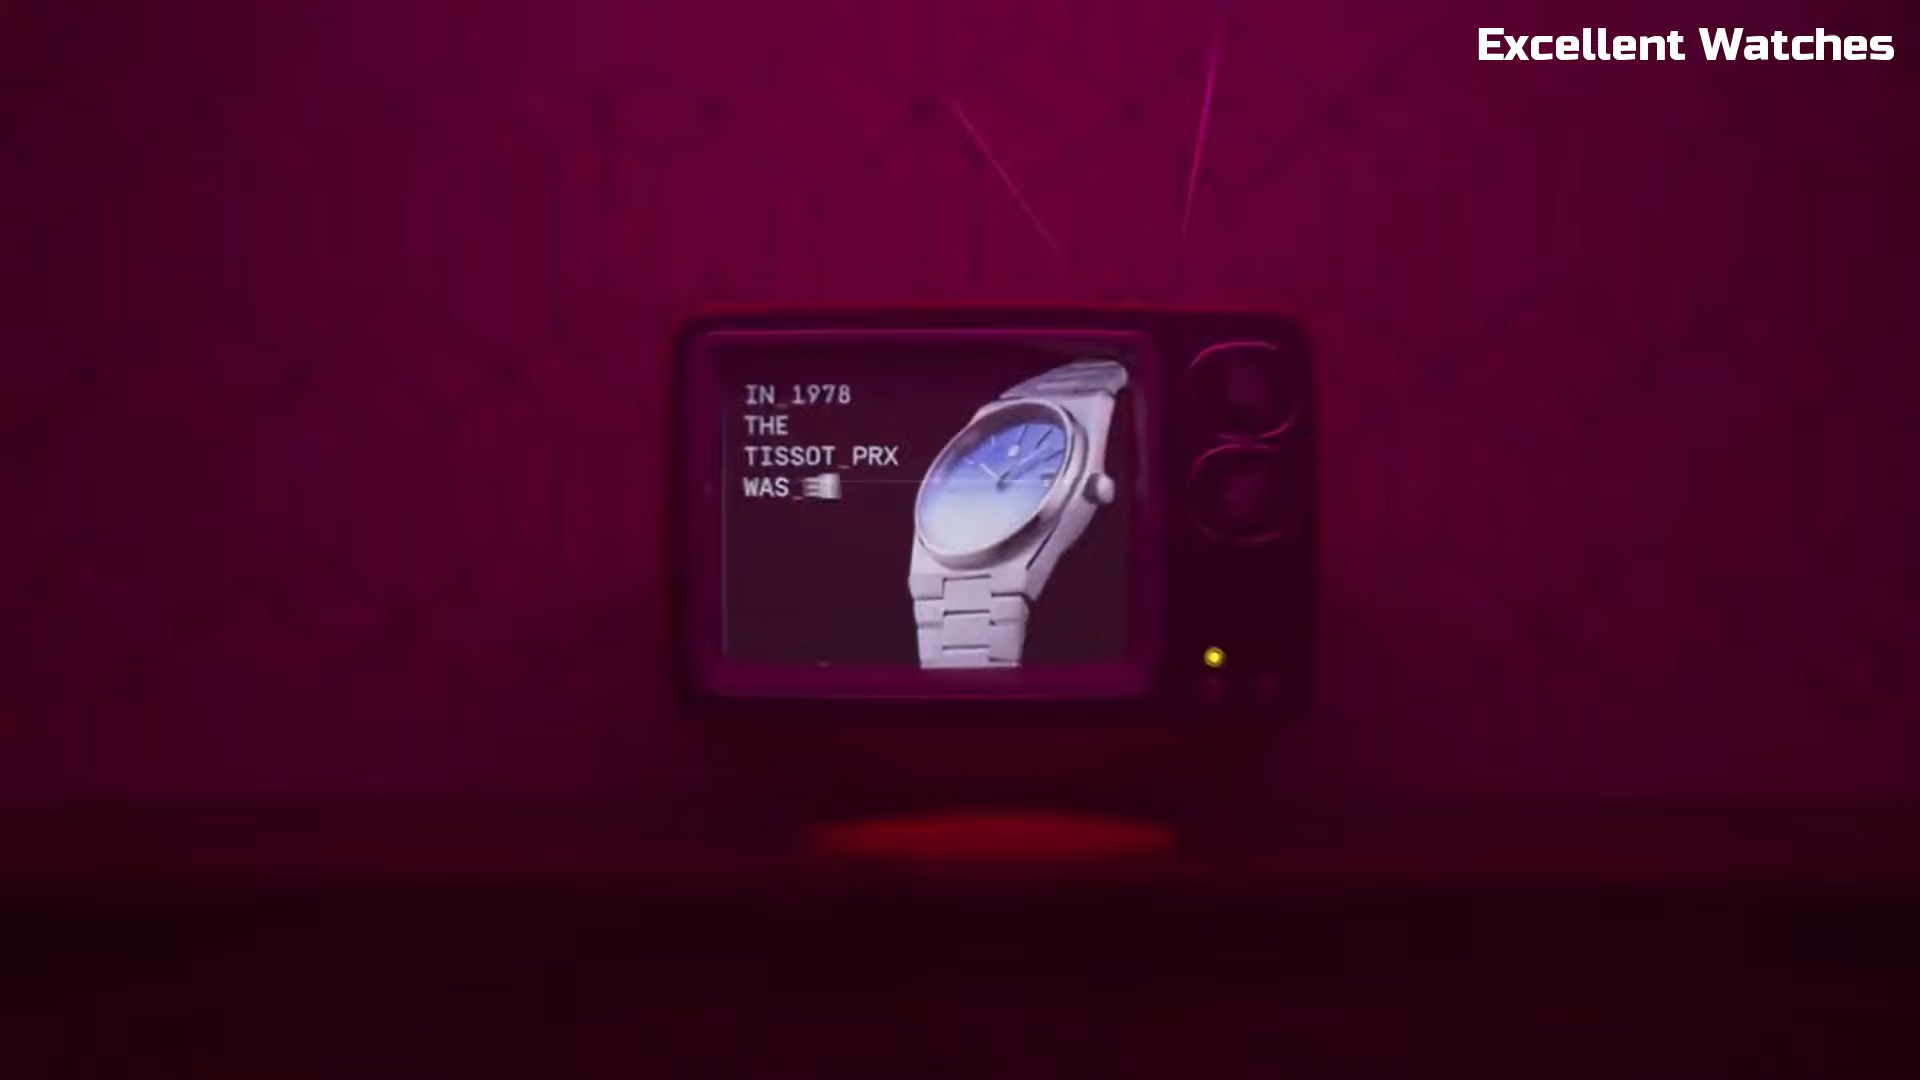 Excellent Watches
IN_1978
THE
TISSOT_PRX
WAS_